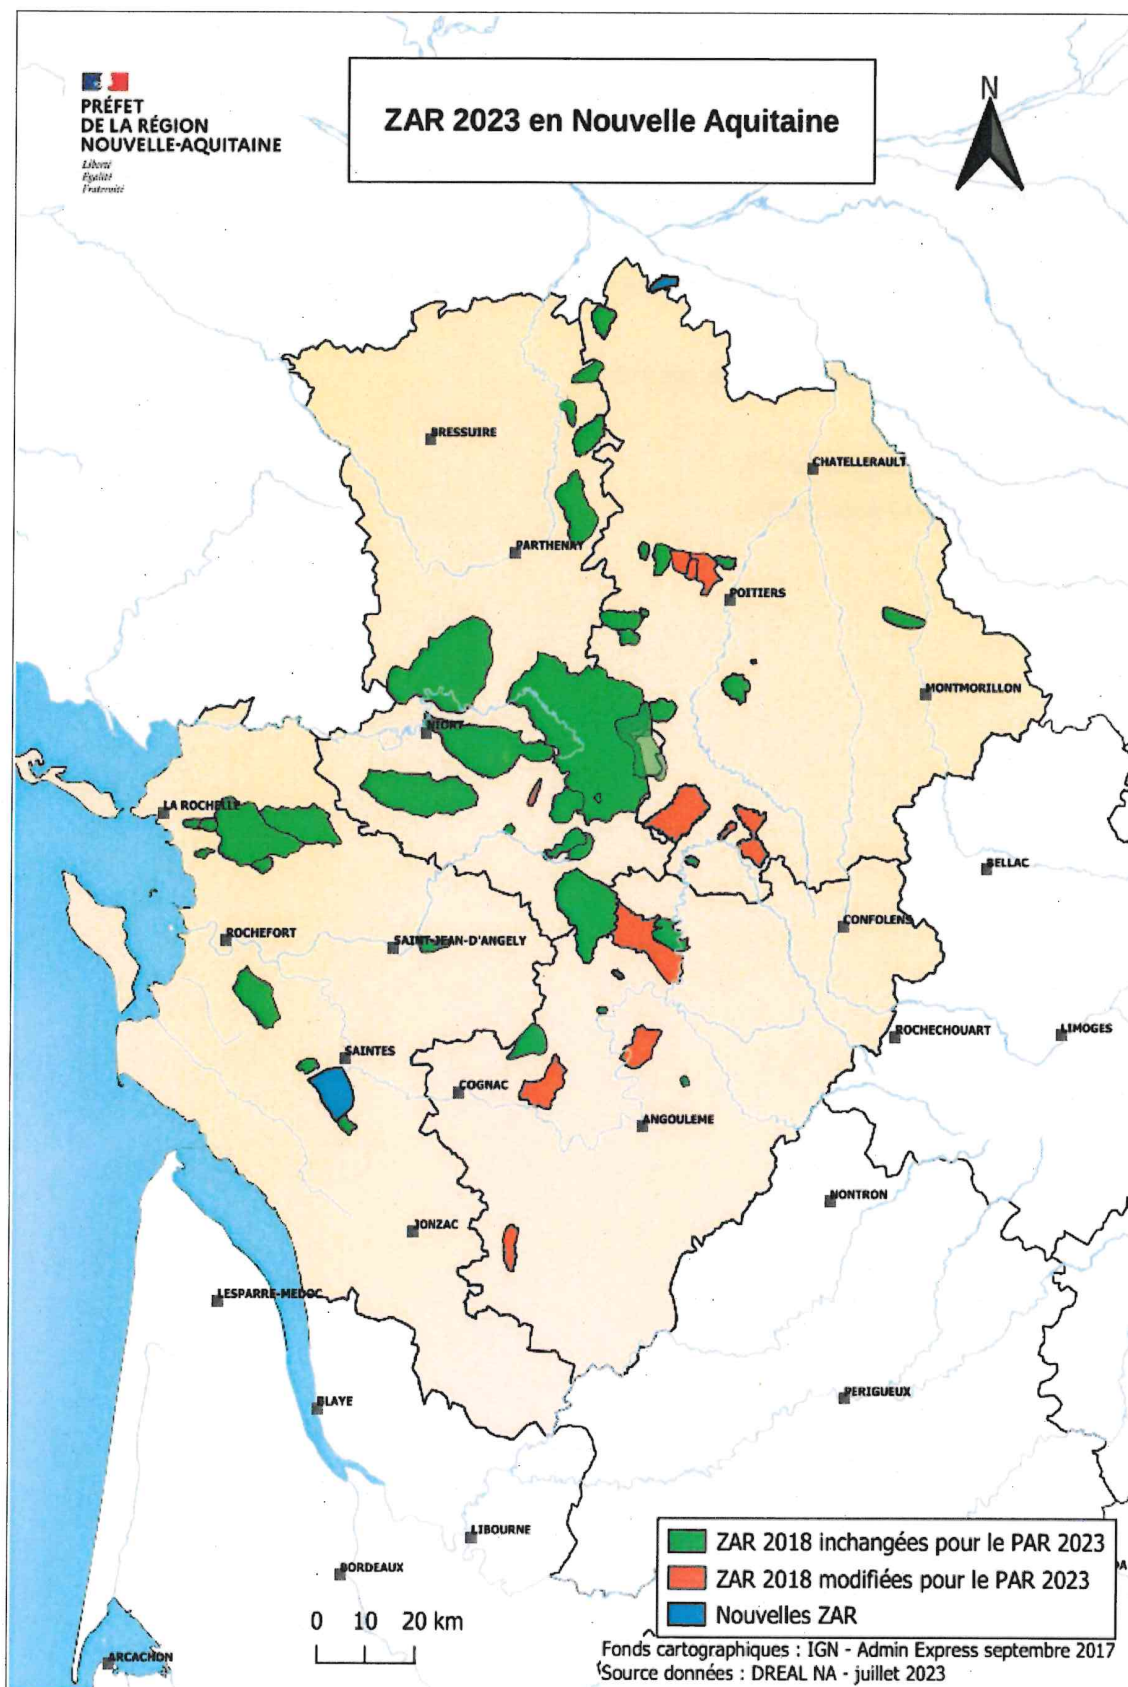 PRÉFET
DE LA RÉGION
NOUVELLE-AQUITAINE
Liberté
Égalité
Fraternité
ZAR 2023 en Nouvelle Aquitaine
N
BRESSUIRE
CHATELLERAULT
PARTHENAY
POITIERS
MONTMORILLON
NIORT
LA ROCHELLE
BELLAC
ROCHEFORT
SAINT-JEAN-D'ANGELY
CONFOLENS
ROCHECHOUART
LIMOGES
SAINTES
COGNAC
ANGOULEME
NONTRON
JONZAC
LESPARRE-MEDOC
BLAYE
PERIGUEUX
LIBOURNE
BORDEAUX
ARCACHON
0 10 20 km
ZAR 2018 inchangées pour le PAR 2023
ZAR 2018 modifiées pour le PAR 2023
Nouvelles ZAR
Fonds cartographiques : IGN - Admin Express septembre 2017
Source données : DREAL NA - juillet 2023